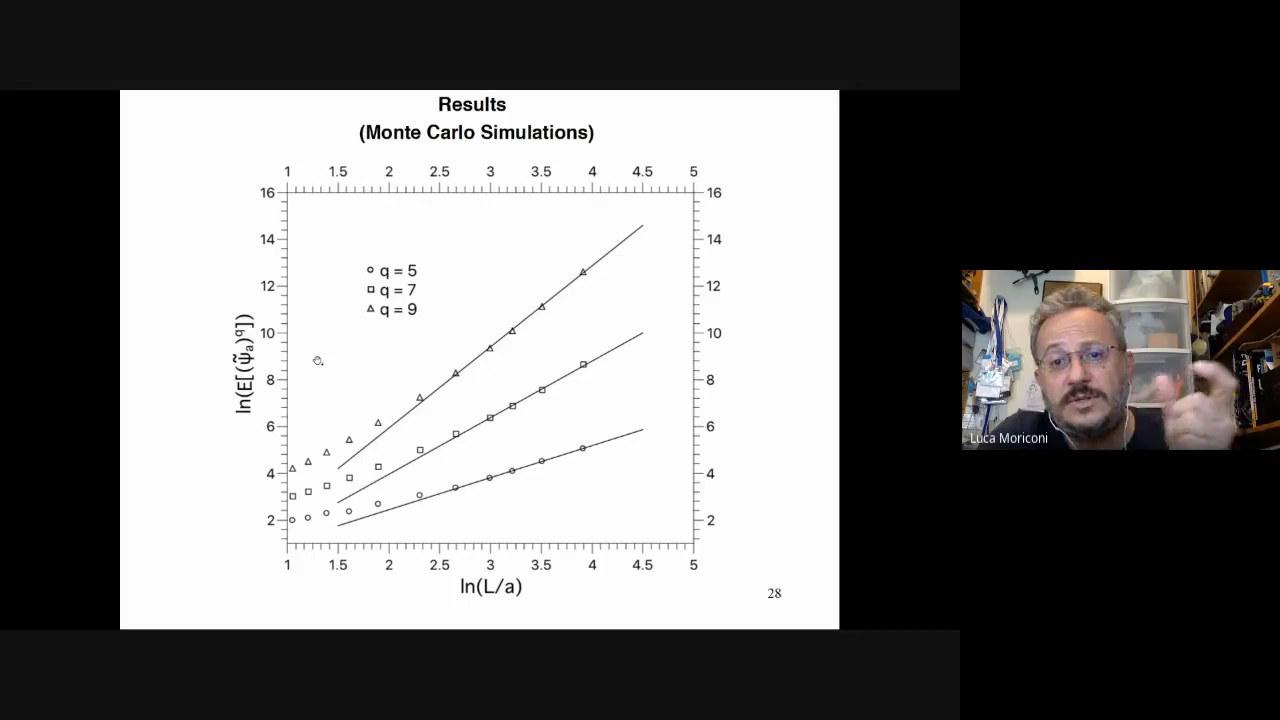 Results
(Monte Carlo Simulations)
1 1.5 2 2.5 3 3.5 4 4.5 5
16 16
14 14
12 12
10 10
8 8
6 6
4 4
2 2
q = 5
q = 7
q = 9
ln(E[(ψ̃ₐ)^q])
1 1.5 2 2.5 3 3.5 4 4.5 5
ln(L/a)
28
Luca Moriconi